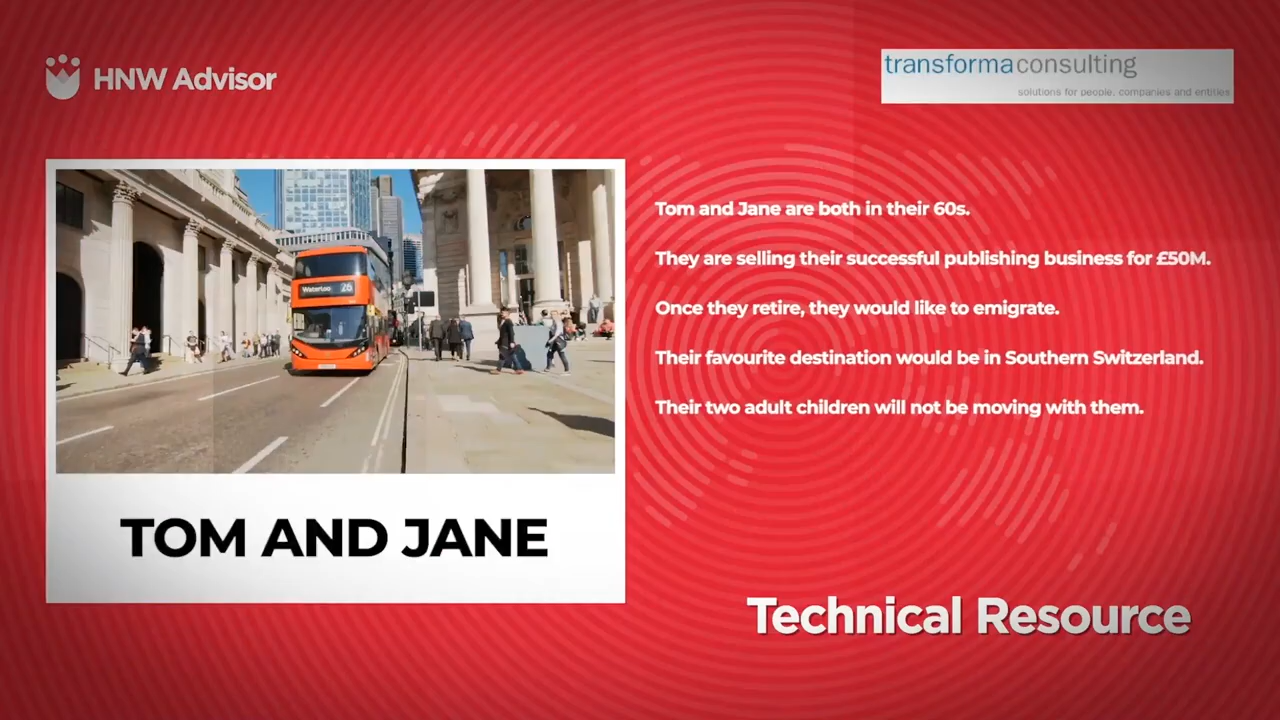 HNW Advisor
transformaconsulting
solutions for people, companies and entities
Waterloo 26
Tom and Jane are both in their 60s.
They are selling their successful publishing business for £50M.
Once they retire, they would like to emigrate.
Their favourite destination would be in Southern Switzerland.
Their two adult children will not be moving with them.
TOM AND JANE
Technical Resource